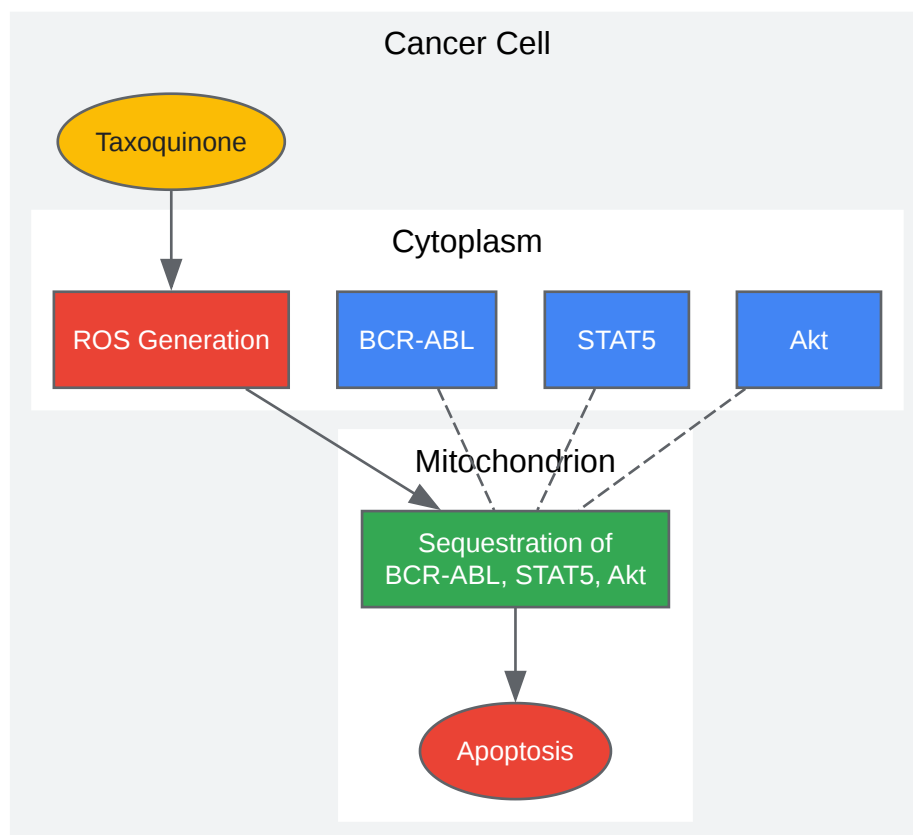 Cancer Cell
Taxoquinone
Cytoplasm
ROS Generation
BCR-ABL
STAT5
Akt
Mitochondrion
Sequestration of
BCR-ABL, STAT5, Akt
Apoptosis